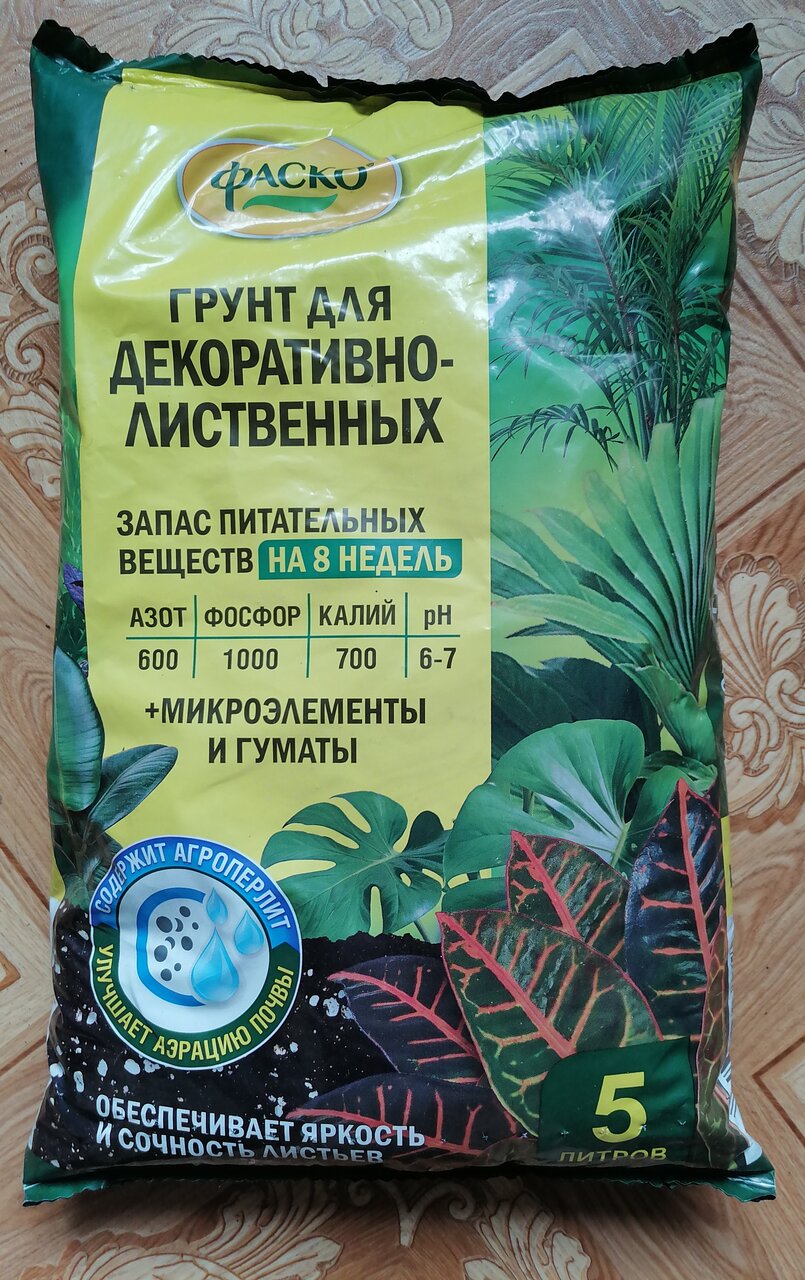 ФАСКО
ГРУНТ ДЛЯ
ДЕКОРАТИВНО-
ЛИСТВЕННЫХ
ЗАПАС ПИТАТЕЛЬНЫХ
ВЕЩЕСТВ НА 8 НЕДЕЛЬ
АЗОТ ФОСФОР КАЛИЙ pH
600 1000 700 6-7
+МИКРОЭЛЕМЕНТЫ
И ГУМАТЫ
СОДЕРЖИТ АГРОПЕРЛИТ
УЛУЧШАЕТ АЭРАЦИЮ ПОЧВЫ
ОБЕСПЕЧИВАЕТ ЯРКОСТЬ
И СОЧНОСТЬ ЛИСТЬЕВ
5
ЛИТРОВ